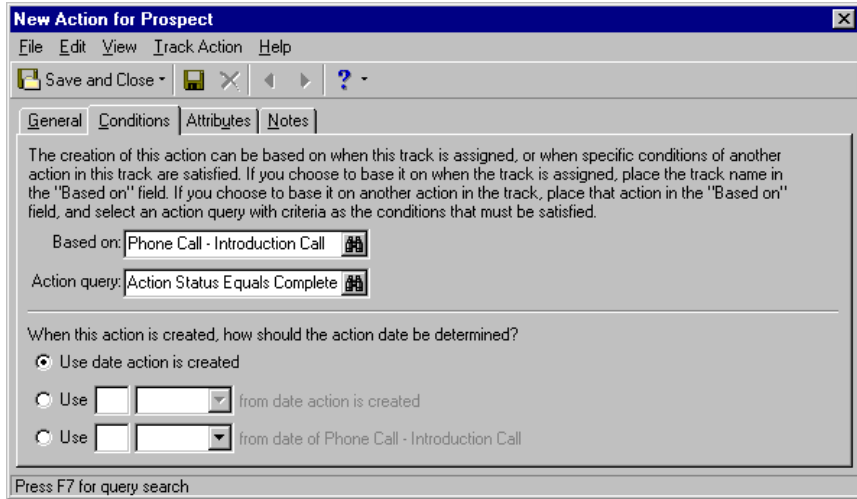 New Action for Prospect
File Edit View Track Action Help
Save and Close ?
General Conditions Attributes Notes
The creation of this action can be based on when this track is assigned, or when specific conditions of another
action in this track are satisfied. If you choose to base it on when the track is assigned, place the track name in
the "Based on" field. If you choose to base it on another action in the track, place that action in the "Based on"
field, and select an action query with criteria as the conditions that must be satisfied.
Based on: Phone Call - Introduction Call
Action query: Action Status Equals Complete
When this action is created, how should the action date be determined?
Use date action is created
Use from date action is created
Use from date of Phone Call - Introduction Call
Press F7 for query search